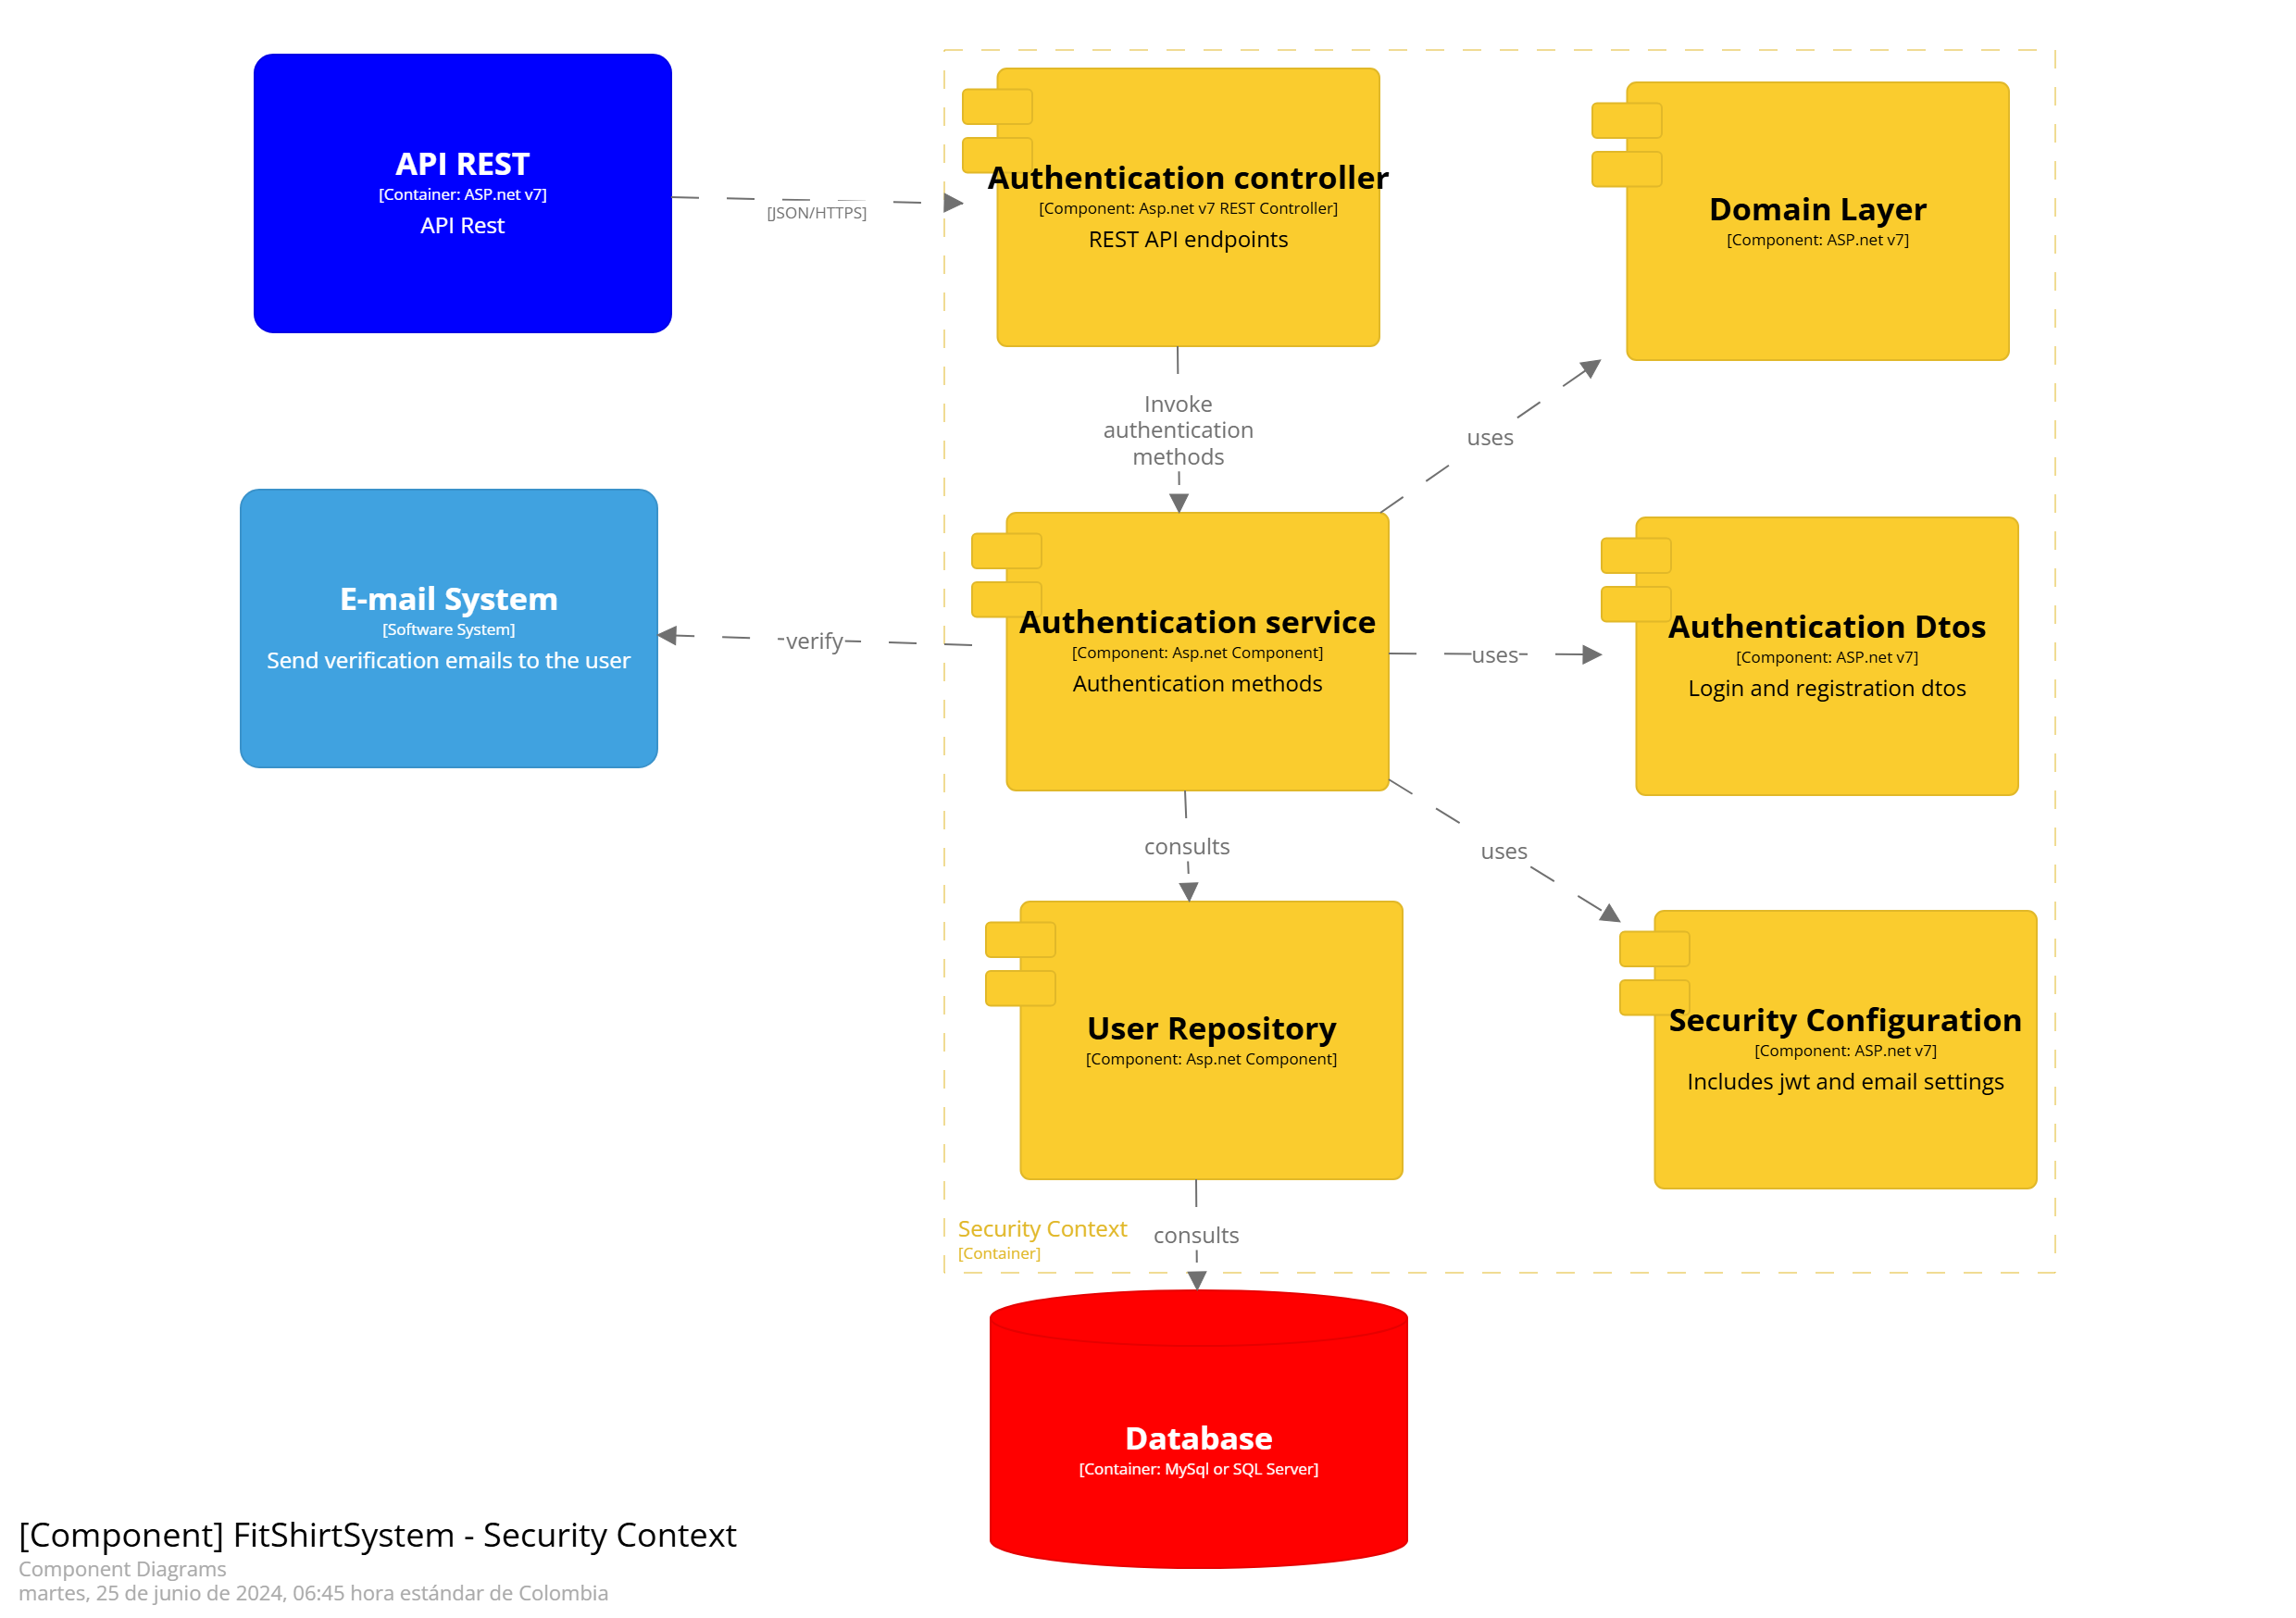 API REST
[Container: ASP.net v7]
API Rest
[JSON/HTTPS]
Authentication controller
[Component: Asp.net v7 REST Controller]
REST API endpoints
Domain Layer
[Component: ASP.net v7]
Invoke
authentication
methods
uses
E-mail System
[Software System]
Send verification emails to the user
verify
Authentication service
[Component: Asp.net Component]
Authentication methods
uses
Authentication Dtos
[Component: ASP.net v7]
Login and registration dtos
consults
uses
User Repository
[Component: Asp.net Component]
Security Configuration
[Component: ASP.net v7]
Includes jwt and email settings
Security Context
[Container]
consults
Database
[Container: MySql or SQL Server]
[Component] FitShirtSystem - Security Context
Component Diagrams
martes, 25 de junio de 2024, 06:45 hora estándar de Colombia